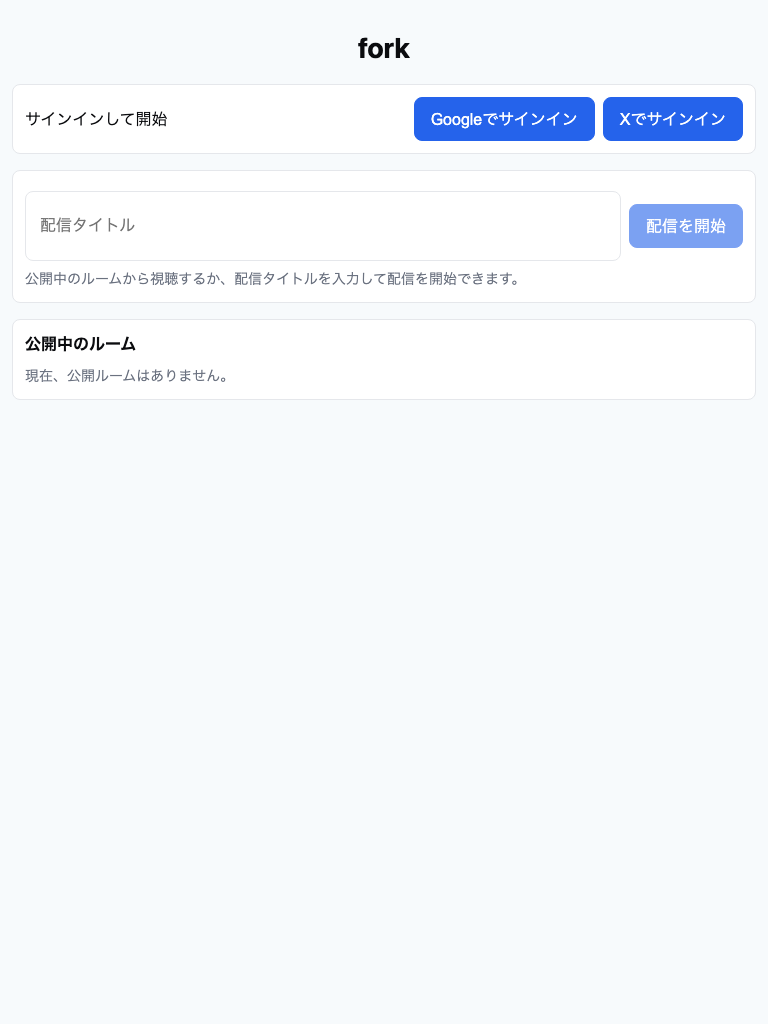 fork
サインインして開始
Googleでサインイン
Xでサインイン
配信タイトル
配信を開始
公開中のルームから視聴するか、配信タイトルを入力して配信を開始できます。
公開中のルーム
現在、公開ルームはありません。